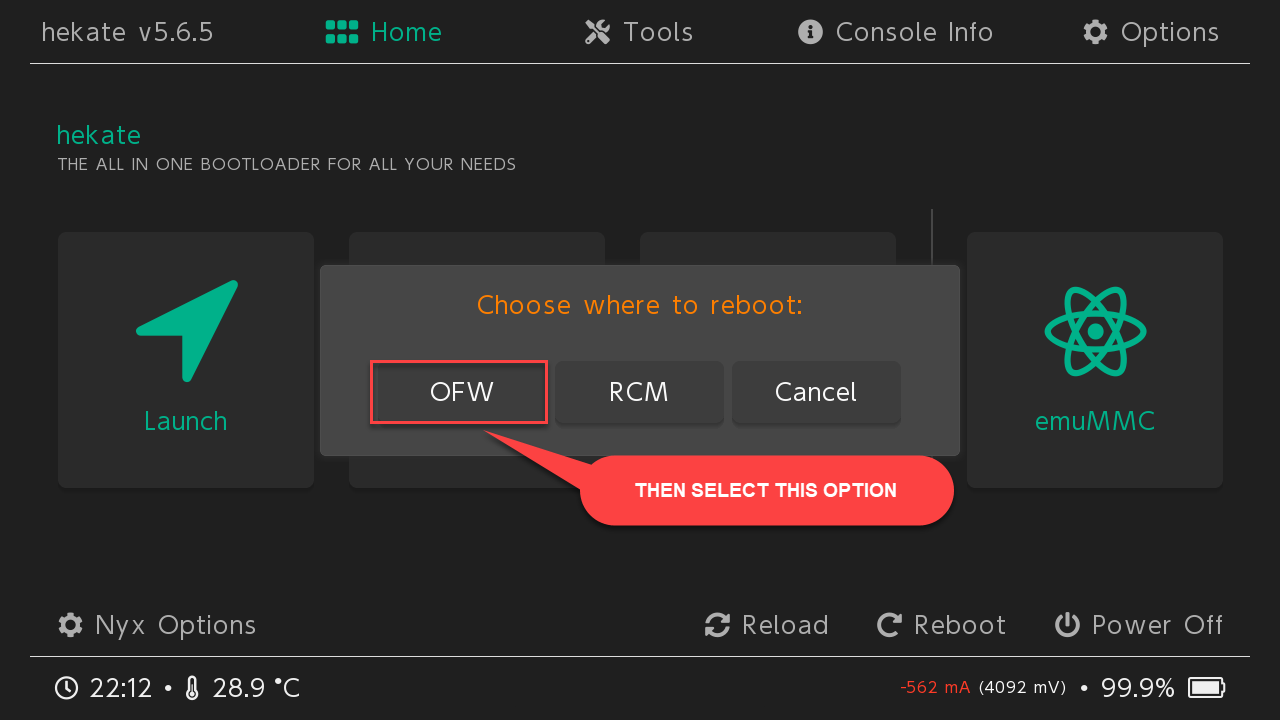 hekate v5.6.5
Home
Tools
Console Info
Options
hekate
THE ALL IN ONE BOOTLOADER FOR ALL YOUR NEEDS
Choose where to reboot:
OFW
RCM
Cancel
Launch
emuMMC
THEN SELECT THIS OPTION
Nyx Options
Reload
Reboot
Power Off
22:12 • 28.9 °C
-562 mA (4092 mV) • 99.9%